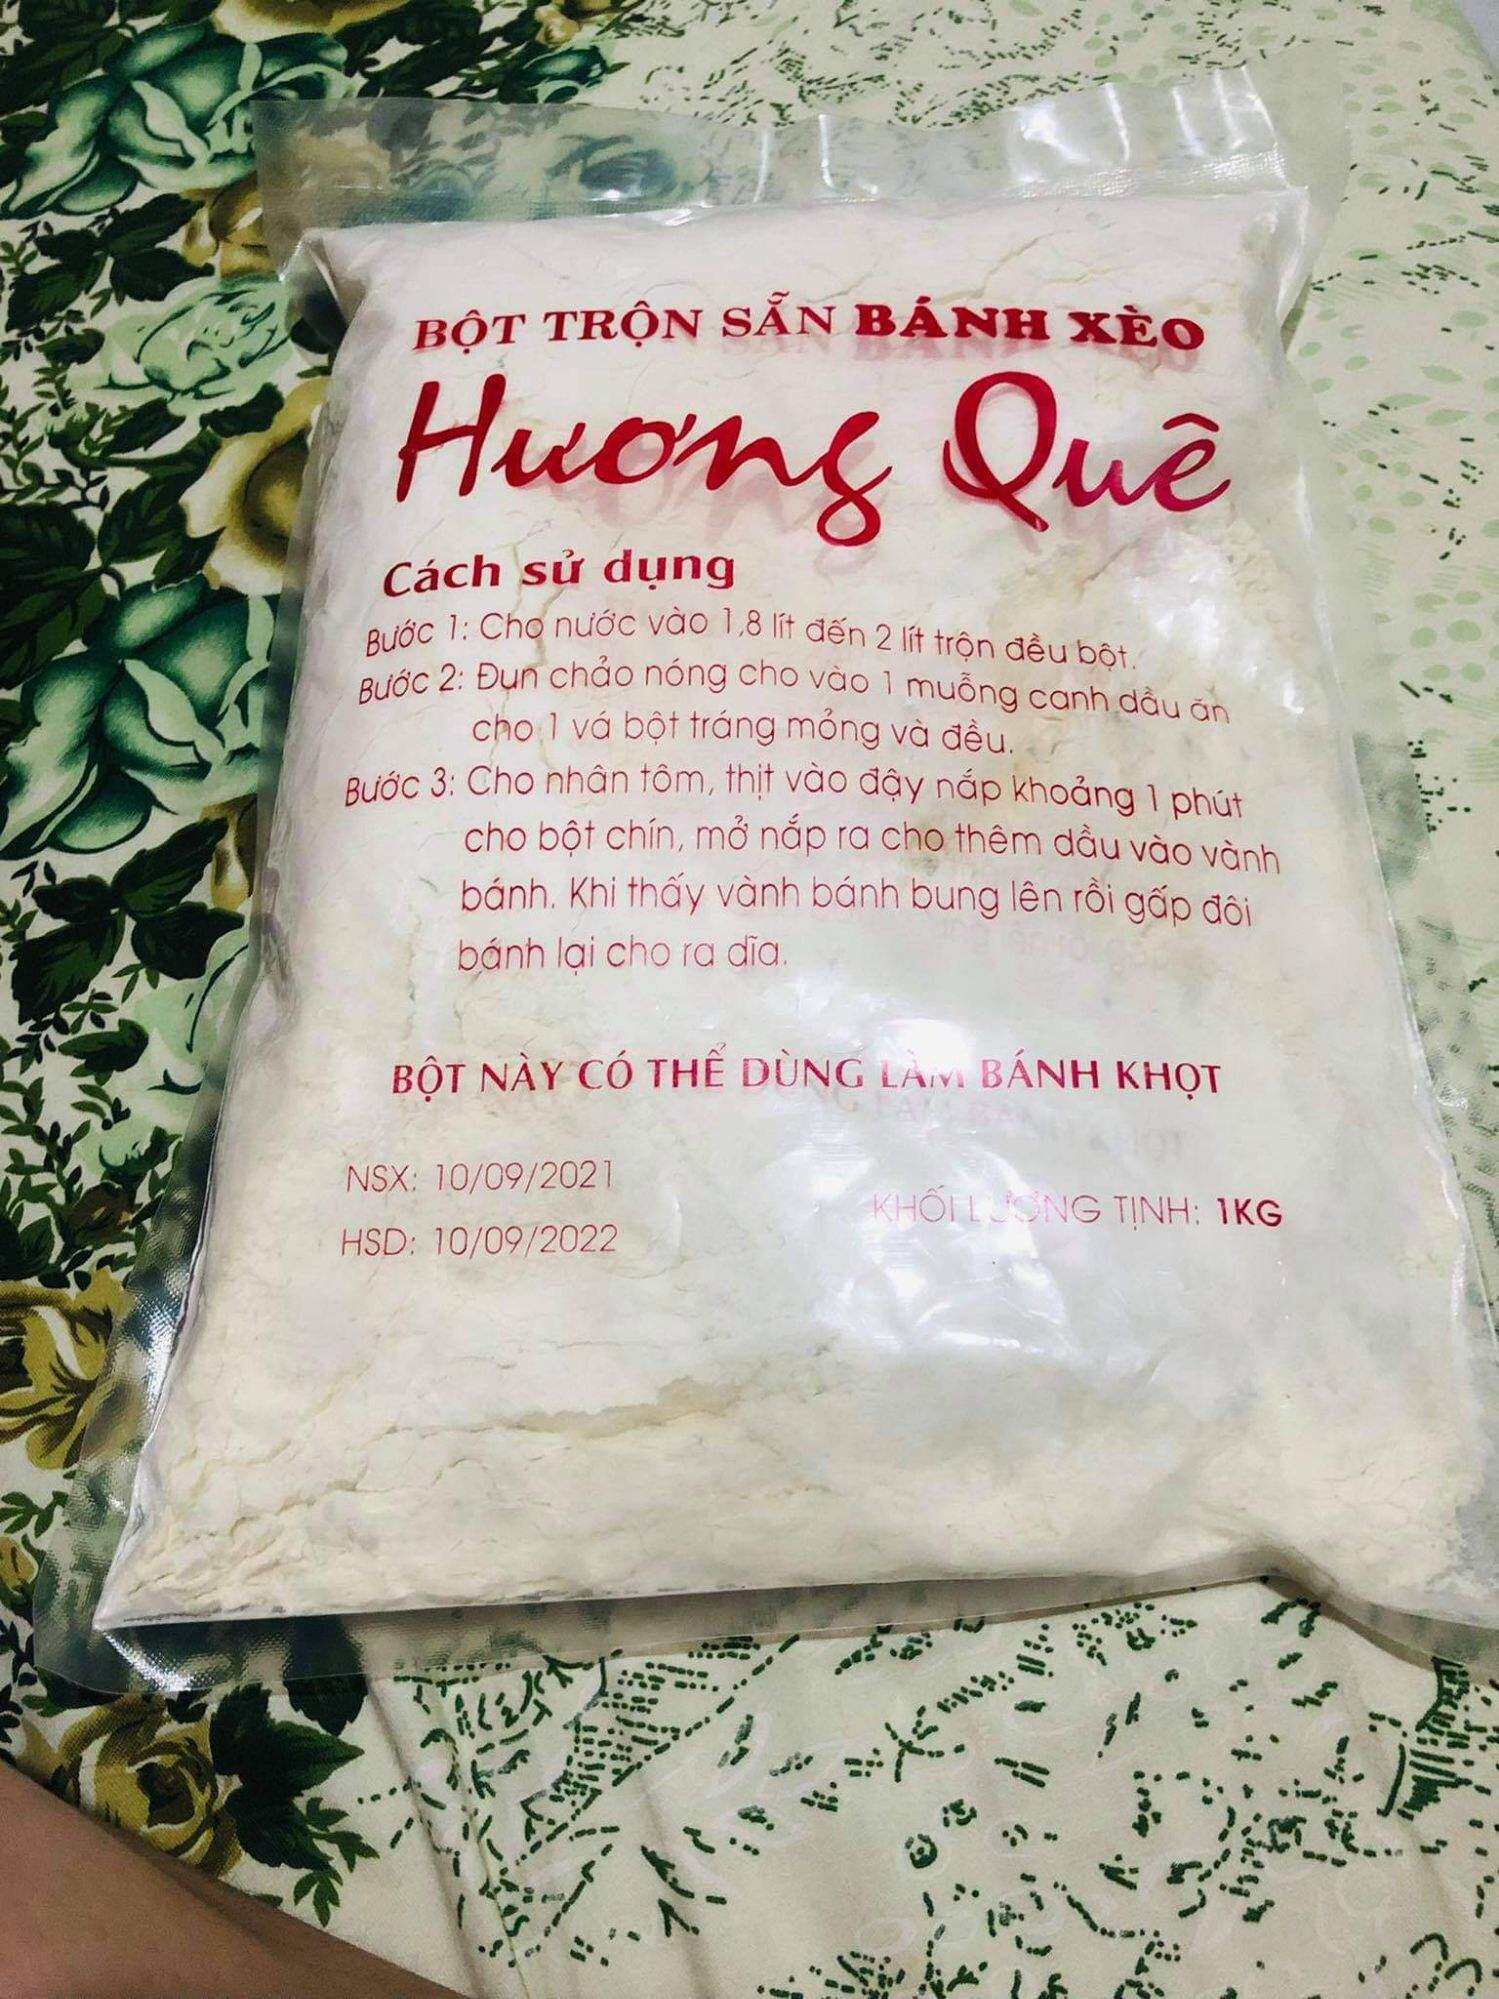 BỘT TRỘN SẴN BÁNH XÈO
Hương Quê
Cách sử dụng
Bước 1: Cho nước vào 1,8 lít đến 2 lít trộn đều bột.
Bước 2: Đun chảo nóng cho vào 1 muỗng canh dầu ăn
cho 1 vá bột tráng mỏng và đều.
Bước 3: Cho nhân tôm, thịt vào đậy nắp khoảng 1 phút
cho bột chín, mở nắp ra cho thêm dầu vào vành
bánh. Khi thấy vành bánh bung lên rồi gấp đôi
bánh lại cho ra dĩa.
BỘT NÀY CÓ THỂ DÙNG LÀM BÁNH KHỌT
NSX: 10/09/2021
KHỐI LƯỢNG TỊNH: 1KG
HSD: 10/09/2022